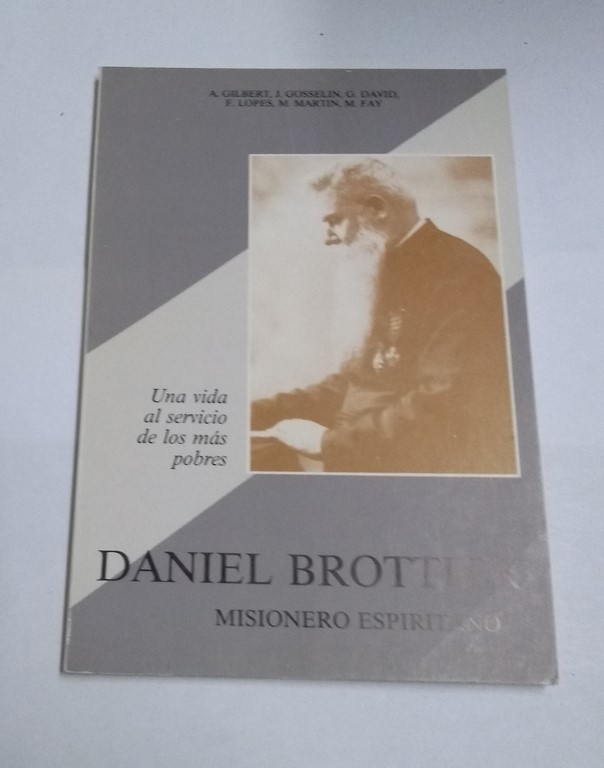 A. GILBERT, J. GOSSELIN, G. DAVID,
F. LOPES, M. MARTIN, M. FAY
Una vida
al servicio
de los más
pobres
DANIEL BROTTIER
MISIONERO ESPIRITANO